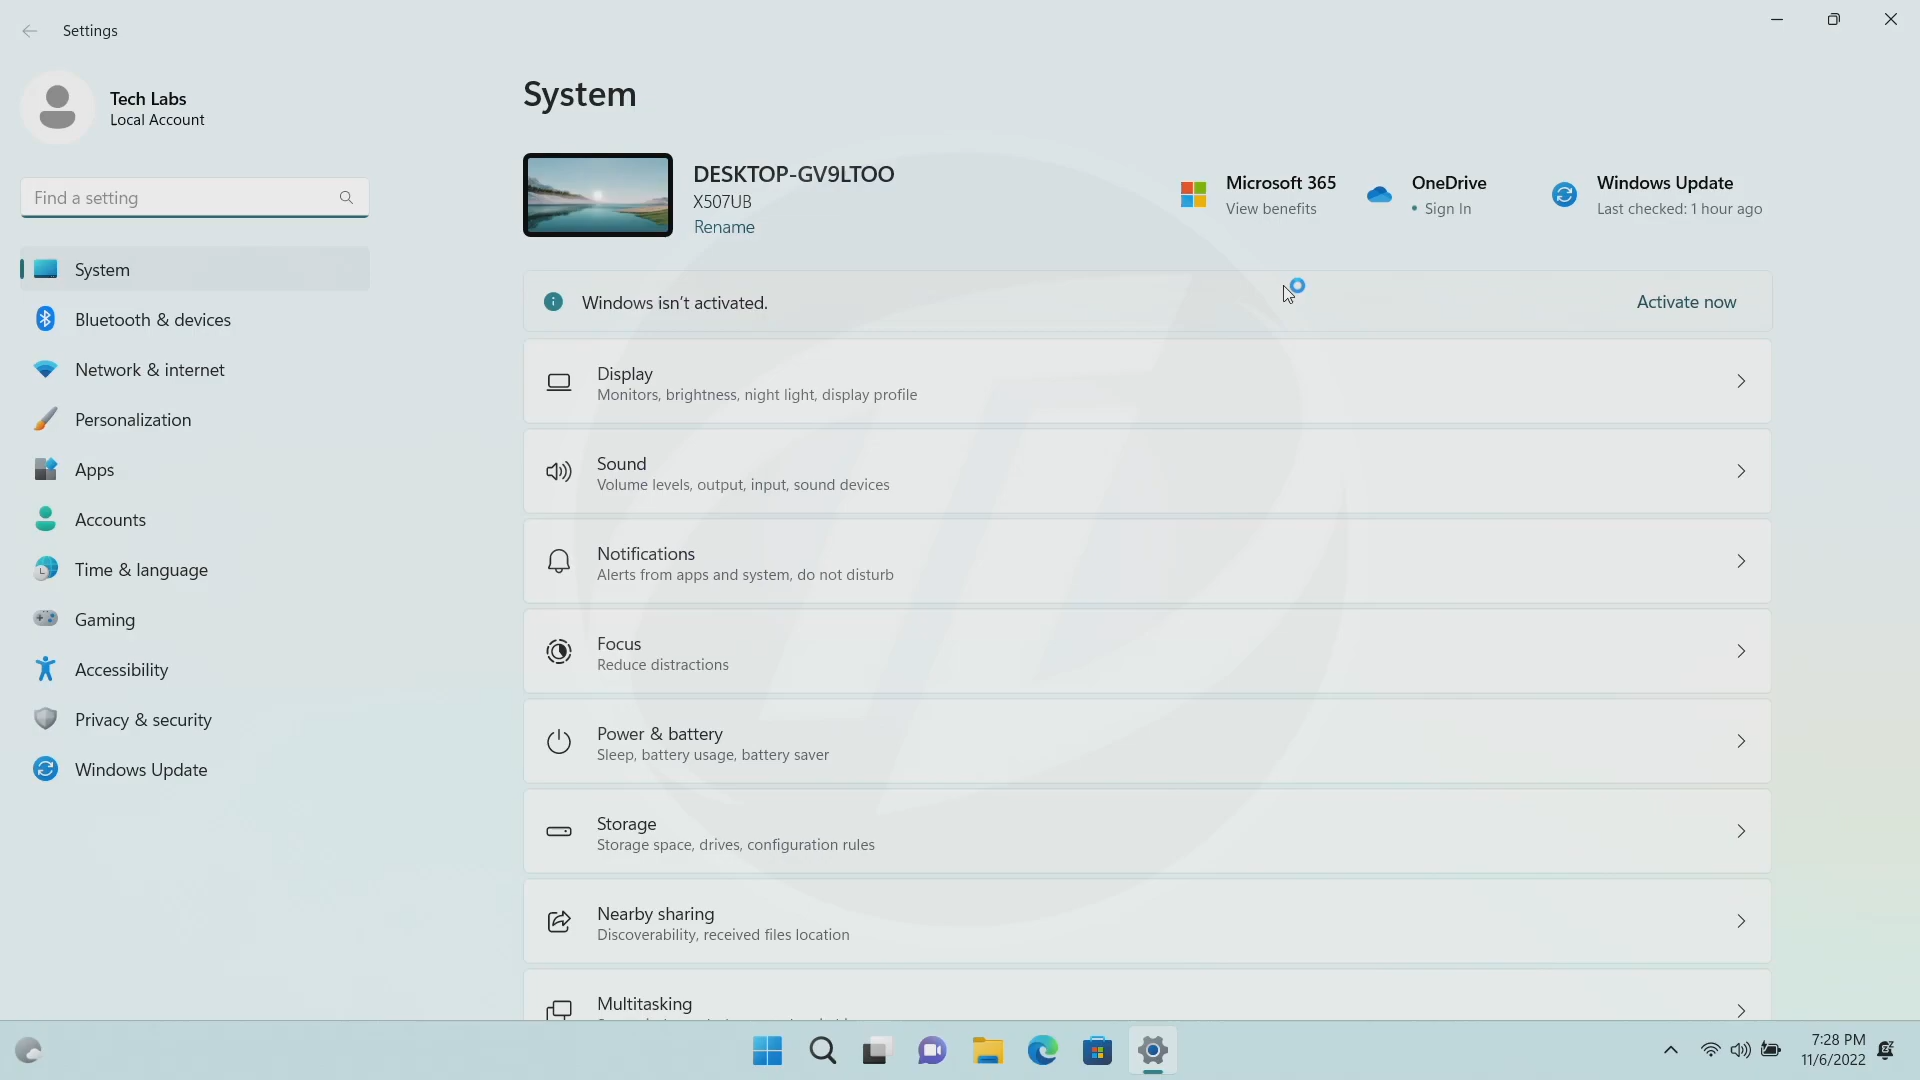 Settings
Tech Labs
Local Account
Find a setting
System
Bluetooth & devices
Network & internet
Personalization
Apps
Accounts
Time & language
Gaming
Accessibility
Privacy & security
Windows Update
System
DESKTOP-GV9LTOO
X507UB
Rename
Microsoft 365
View benefits
OneDrive
• Sign In
Windows Update
Last checked: 1 hour ago
Windows isn't activated.
Activate now
Display
Monitors, brightness, night light, display profile
Sound
Volume levels, output, input, sound devices
Notifications
Alerts from apps and system, do not disturb
Focus
Reduce distractions
Power & battery
Sleep, battery usage, battery saver
Storage
Storage space, drives, configuration rules
Nearby sharing
Discoverability, received files location
Multitasking
7:28 PM
11/6/2022